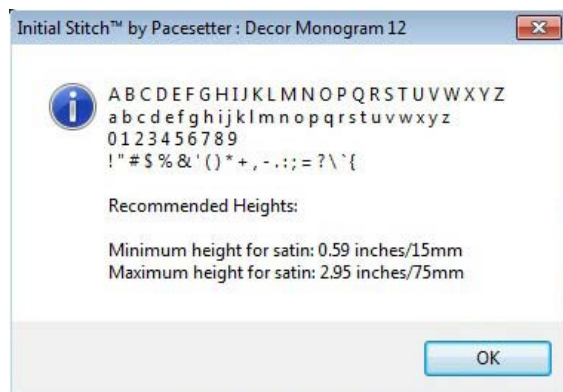 Initial Stitch™ by Pacesetter : Decor Monogram 12
A B C D E F G H I J K L M N O P Q R S T U V W X Y Z
a b c d e f g h i j k l m n o p q r s t u v w x y z
0 1 2 3 4 5 6 7 8 9
! " # $ % & ' ( ) * + , - . : ; = ? \ ` {
Recommended Heights:
Minimum height for satin: 0.59 inches/15mm
Maximum height for satin: 2.95 inches/75mm
OK